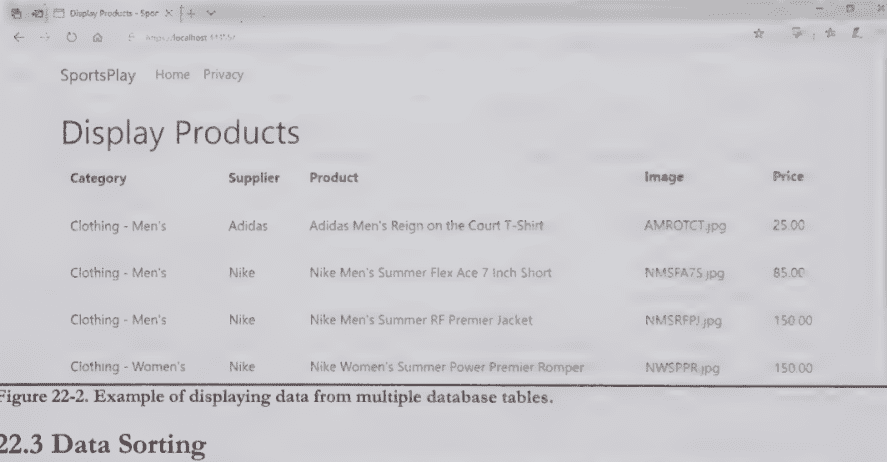 Display Products - Spor
localhost
SportsPlay Home Privacy
Display Products
Category Supplier Product Image Price
Clothing - Men's Adidas Adidas Men's Reign on the Court T-Shirt AMROTCT.jpg 25.00
Clothing - Men's Nike Nike Men's Summer Flex Ace 7 Inch Short NMSFA7S.jpg 85.00
Clothing - Men's Nike Nike Men's Summer RF Premier Jacket NMSRFPJ.jpg 150.00
Clothing - Women's Nike Nike Women's Summer Power Premier Romper NWSPPR.jpg 150.00
Figure 22-2. Example of displaying data from multiple database tables.
22.3 Data Sorting